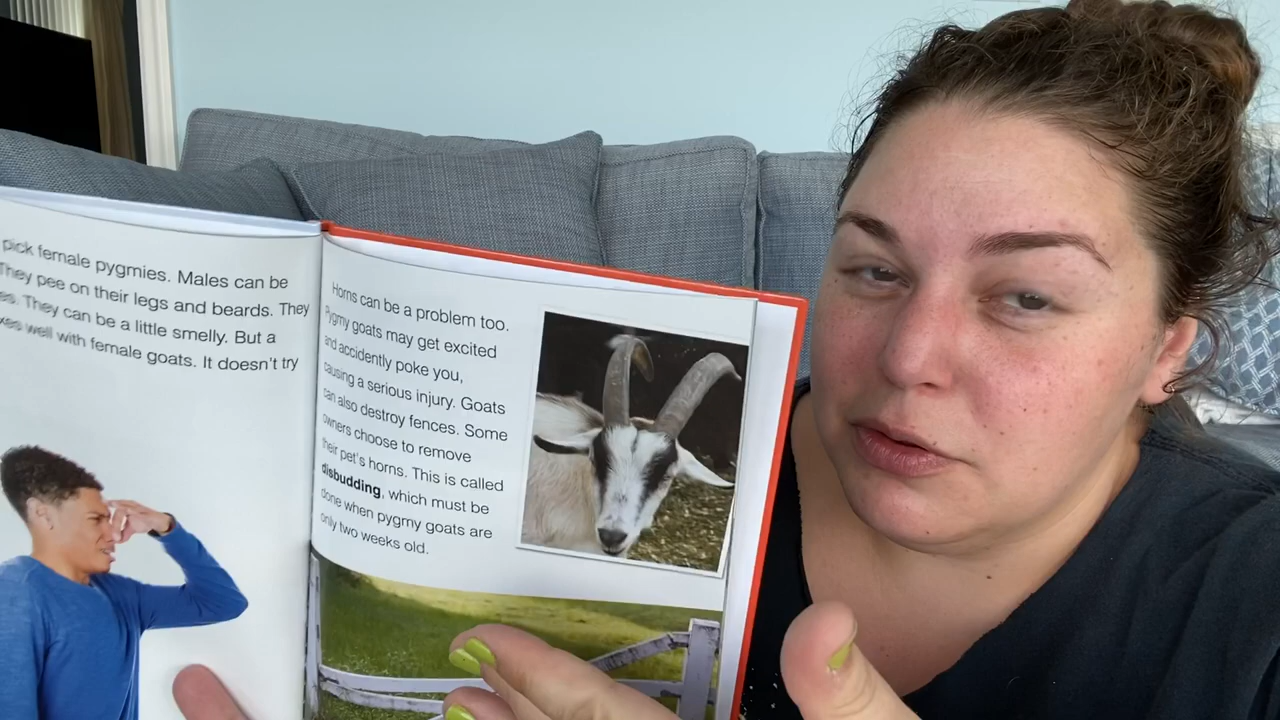 pick female pygmies. Males can be
They pee on their legs and beards. They
They can be a little smelly. But a
well with female goats. It doesn't try
Horns can be a problem too.
Pygmy goats may get excited
and accidently poke you,
causing a serious injury. Goats
can also destroy fences. Some
owners choose to remove
their pet's horns. This is called
disbudding, which must be
done when pygmy goats are
only two weeks old.